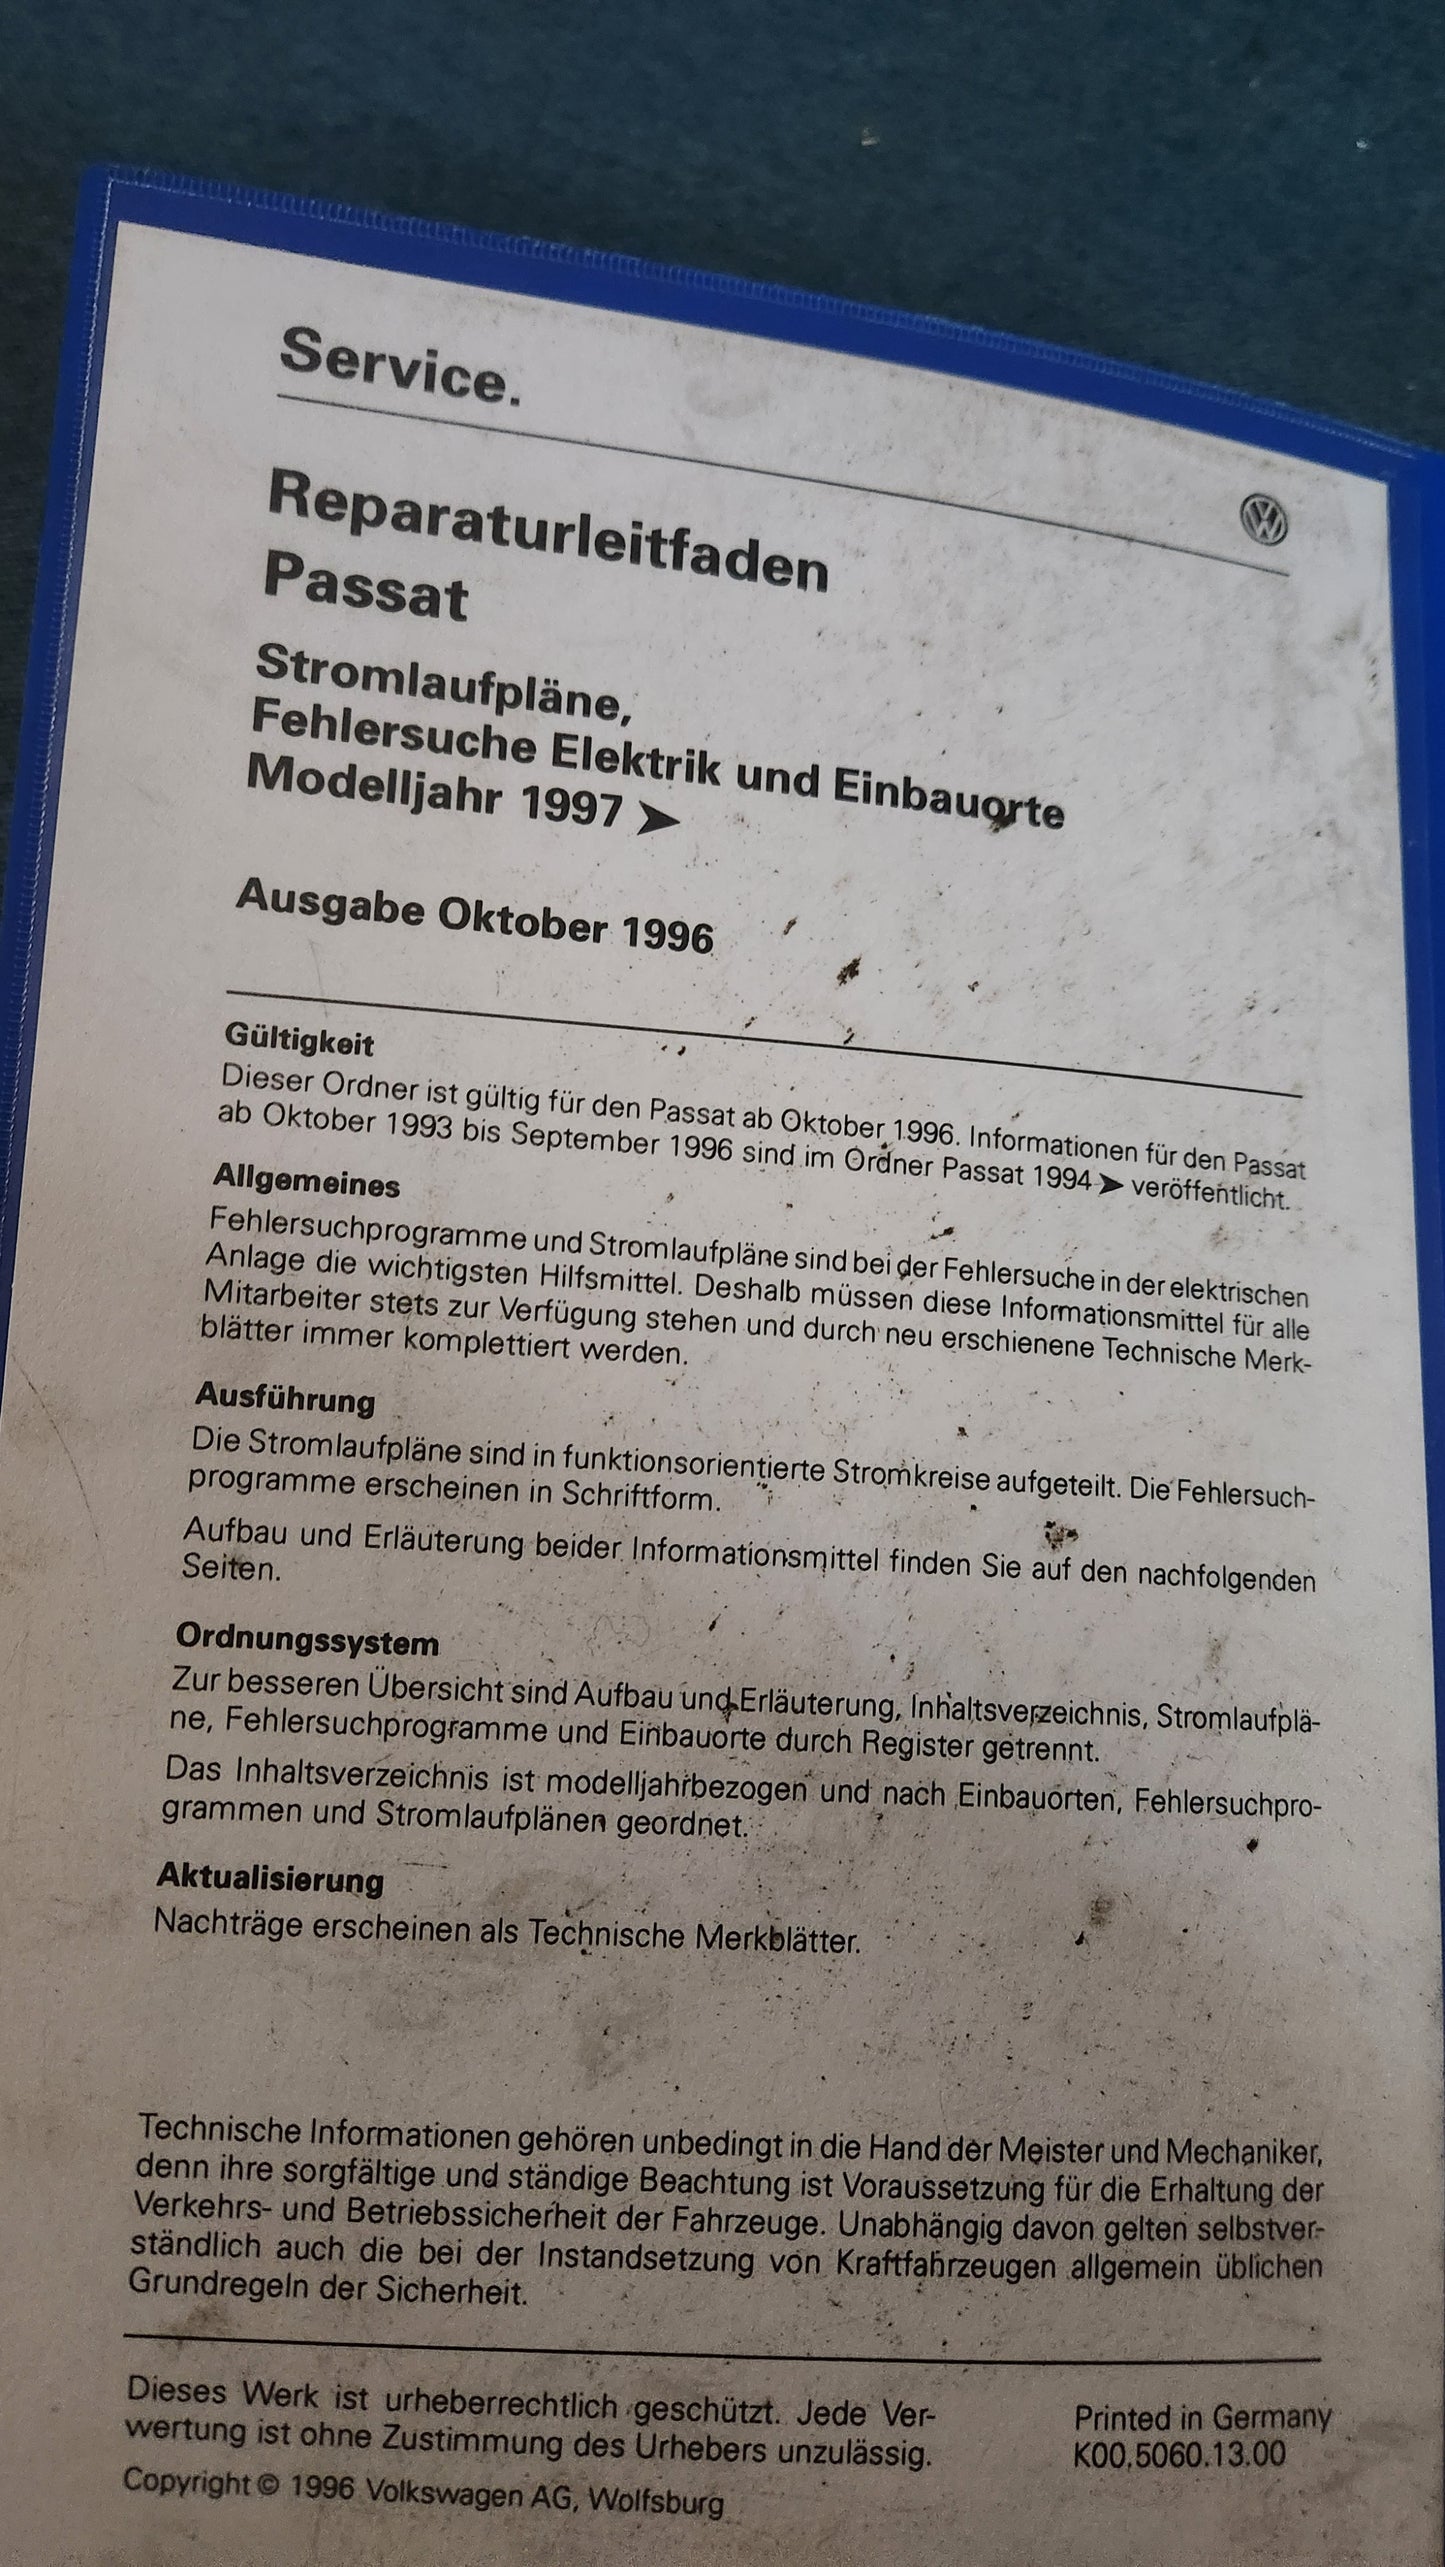 Service.
Reparaturleitfaden
Passat
Stromlaufpläne,
Fehlersuche Elektrik und Einbauorte
Modelljahr 1997 ➤
Ausgabe Oktober 1996
Gültigkeit
Dieser Ordner ist gültig für den Passat ab Oktober 1996. Informationen für den Passat
ab Oktober 1993 bis September 1996 sind im Ordner Passat 1994 ➤ veröffentlicht.
Allgemeines
Fehlersuchprogramme und Stromlaufpläne sind bei der Fehlersuche in der elektrischen
Anlage die wichtigsten Hilfsmittel. Deshalb müssen diese Informationsmittel für alle
Mitarbeiter stets zur Verfügung stehen und durch neu erschienene Technische Merk-
blätter immer komplettiert werden.
Ausführung
Die Stromlaufpläne sind in funktionsorientierte Stromkreise aufgeteilt. Die Fehlersuch-
programme erscheinen in Schriftform.
Aufbau und Erläuterung beider Informationsmittel finden Sie auf den nachfolgenden
Seiten.
Ordnungssystem
Zur besseren Übersicht sind Aufbau und Erläuterung, Inhaltsverzeichnis, Stromlaufplä-
ne, Fehlersuchprogramme und Einbauorte durch Register getrennt.
Das Inhaltsverzeichnis ist modelljahrbezogen und nach Einbauorten, Fehlersuchpro-
grammen und Stromlaufplänen geordnet.
Aktualisierung
Nachträge erscheinen als Technische Merkblätter.
Technische Informationen gehören unbedingt in die Hand der Meister und Mechaniker,
denn ihre sorgfältige und ständige Beachtung ist Voraussetzung für die Erhaltung der
Verkehrs- und Betriebssicherheit der Fahrzeuge. Unabhängig davon gelten selbstver-
ständlich auch die bei der Instandsetzung von Kraftfahrzeugen allgemein üblichen
Grundregeln der Sicherheit.
Dieses Werk ist urheberrechtlich geschützt. Jede Ver-
wertung ist ohne Zustimmung des Urhebers unzulässig.
Copyright © 1996 Volkswagen AG, Wolfsburg
Printed in Germany
K00.5060.13.00